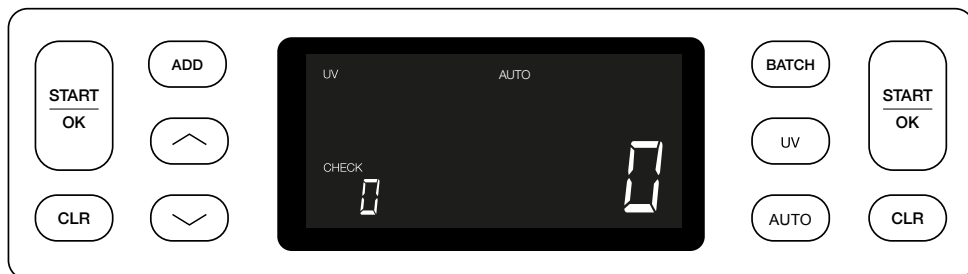 START
OK
ADD
CLR
UV AUTO
CHECK
0
0
BATCH
UV
AUTO
START
OK
CLR